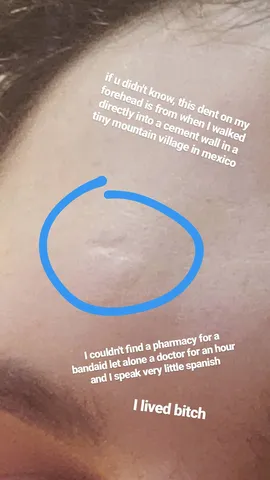 if u didn't know, this dent on my
forehead is from when I walked
directly into a cement wall in a
tiny mountain village in mexico
I couldn't find a pharmacy for a
bandaid let alone a doctor for an hour
and I speak very little spanish
I lived bitch